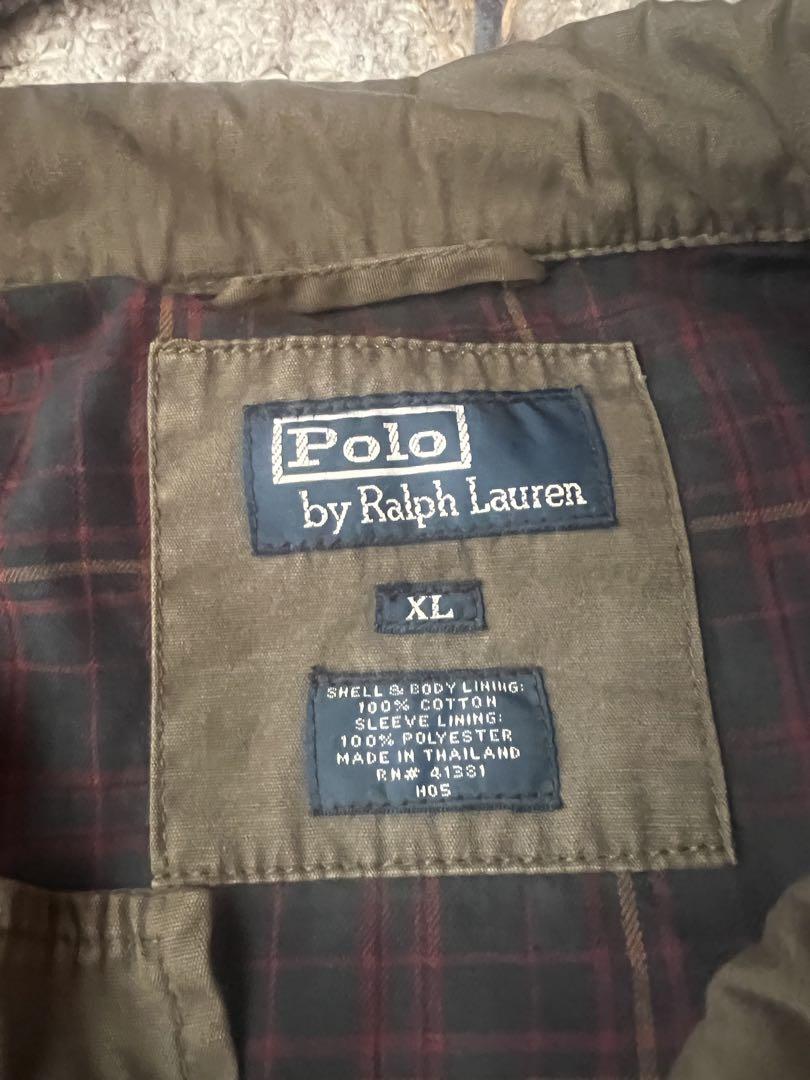 Polo
by Ralph Lauren
XL
SHELL & BODY LINING:
100% COTTON
SLEEVE LINING:
100% POLYESTER
MADE IN THAILAND
RN# 41381
H05